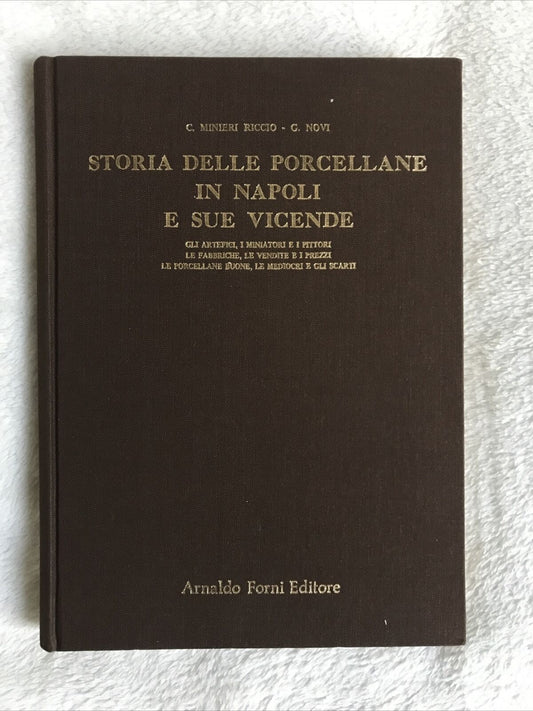 C. MINIERI RICCIO - G. NOVI
STORIA DELLE PORCELLANE
IN NAPOLI
E SUE VICENDE
GLI ARTEFICI, I MINIATORI E I PITTORI
LE FABBRICHE, LE VENDITE E I PREZZI
LE PORCELLANE BUONE, LE MEDIOCRI E GLI SCARTI
Arnaldo Forni Editore